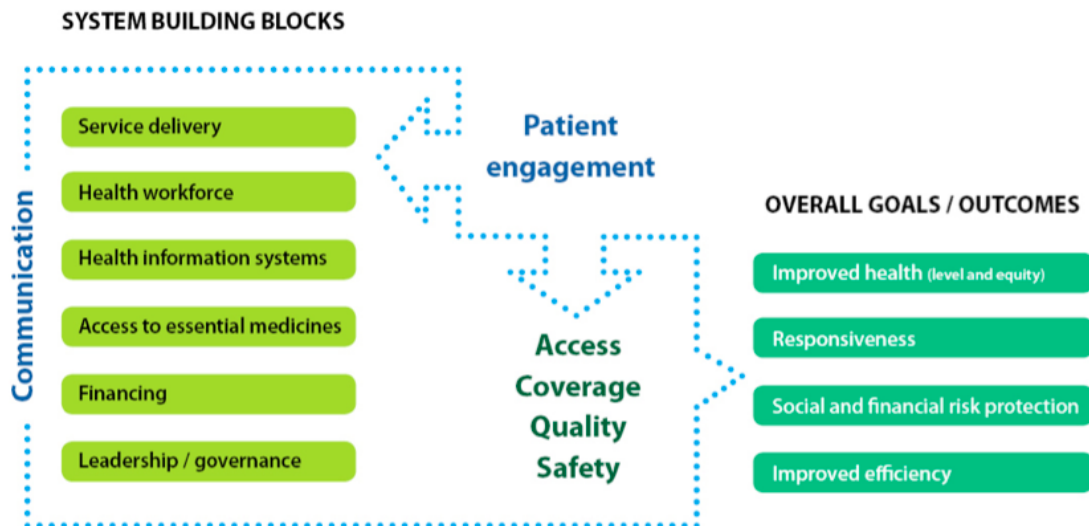 SYSTEM BUILDING BLOCKS
Communication
Service delivery
Health workforce
Health information systems
Access to essential medicines
Financing
Leadership / governance
Patient
engagement
Access
Coverage
Quality
Safety
OVERALL GOALS / OUTCOMES
Improved health (level and equity)
Responsiveness
Social and financial risk protection
Improved efficiency